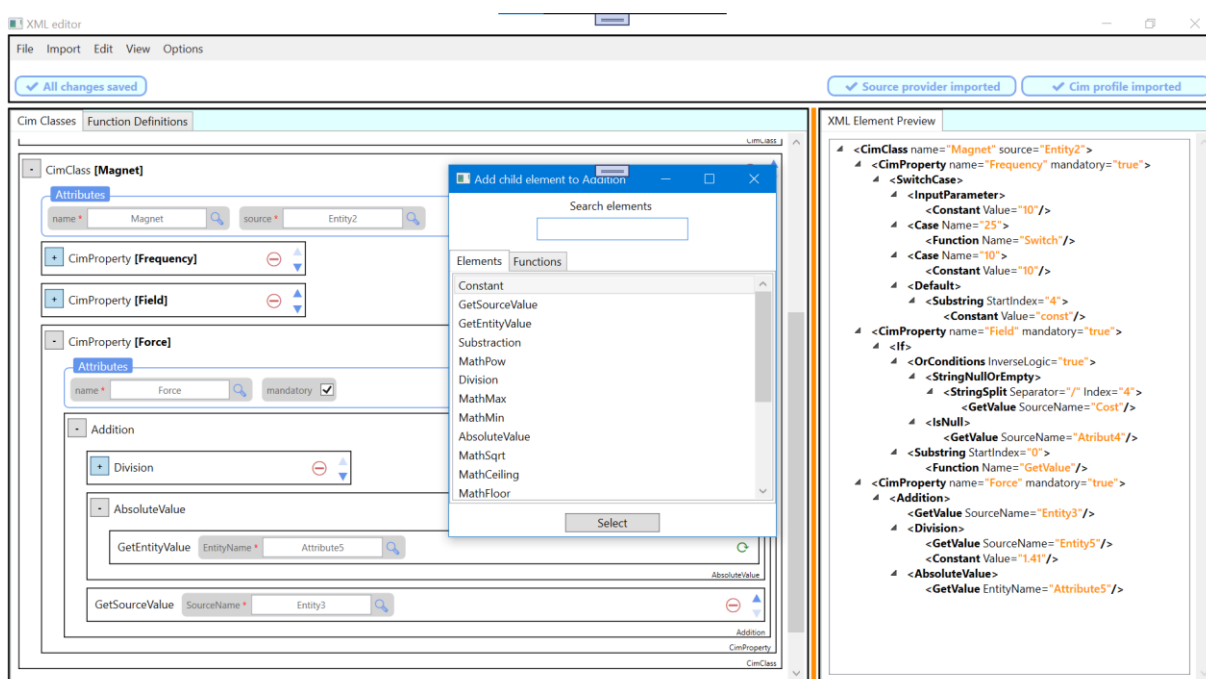 XML editor
File Import Edit View Options
All changes saved
Source provider imported
Cim profile imported
Cim Classes
Function Definitions
CimClass
CimClass [Magnet]
Attributes
name * Magnet
source * Entity2
CimProperty [Frequency]
CimProperty [Field]
CimProperty [Force]
Attributes
name * Force
mandatory
Addition
Division
AbsoluteValue
GetEntityValue EntityName * Attribute5
AbsoluteValue
GetSourceValue SourceName * Entity3
Addition
CimProperty
CimClass
Add child element to Addition
Search elements
Elements
Functions
Constant
GetSourceValue
GetEntityValue
Substraction
MathPow
Division
MathMax
MathMin
AbsoluteValue
MathSqrt
MathCeiling
MathFloor
Select
XML Element Preview
<CimClass name="Magnet" source="Entity2">
<CimProperty name="Frequency" mandatory="true">
<SwitchCase>
<InputParameter>
<Constant Value="10"/>
<Case Name="25">
<Function Name="Switch"/>
<Case Name="10">
<Constant Value="10"/>
<Default>
<Substring StartIndex="4">
<Constant Value="const"/>
<CimProperty name="Field" mandatory="true">
<If>
<OrConditions InverseLogic="true">
<StringNullOrEmpty>
<StringSplit Separator="/" Index="4">
<GetValue SourceName="Cost"/>
<IsNull>
<GetValue SourceName="Atribut4"/>
<Substring StartIndex="0">
<Function Name="GetValue"/>
<CimProperty name="Force" mandatory="true">
<Addition>
<GetValue SourceName="Entity3"/>
<Division>
<GetValue SourceName="Entity5"/>
<Constant Value="1.41"/>
<AbsoluteValue>
<GetValue EntityName="Attribute5"/>